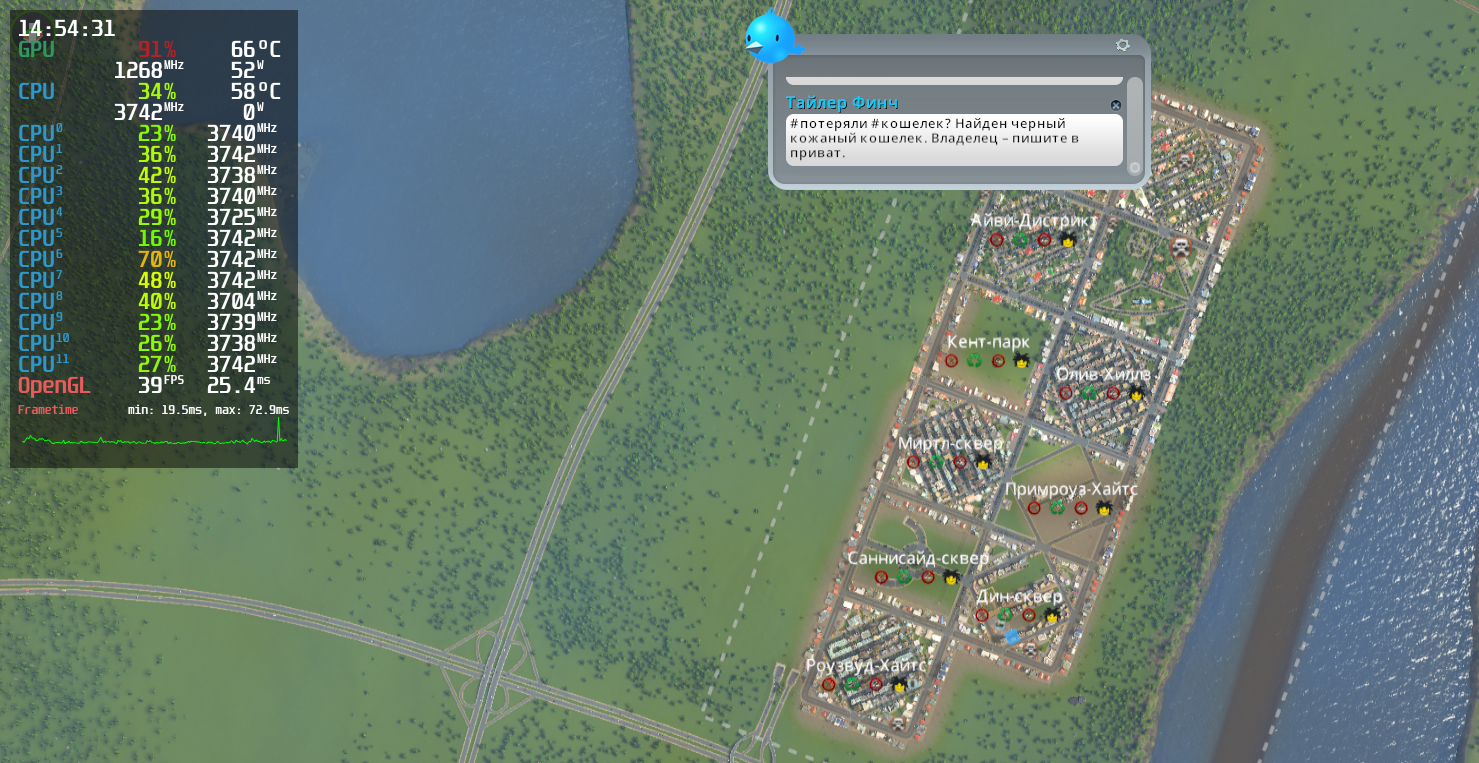 14:54:31
GPU 91% 66°C
1268MHz 52W
CPU 34% 58°C
3742MHz 0W
CPU0 23% 3740MHz
CPU1 36% 3742MHz
CPU2 42% 3738MHz
CPU3 36% 3740MHz
CPU4 29% 3725MHz
CPU5 16% 3742MHz
CPU6 70% 3742MHz
CPU7 48% 3742MHz
CPU8 40% 3704MHz
CPU9 23% 3739MHz
CPU10 26% 3738MHz
CPU11 27% 3742MHz
OpenGL 39FPS 25.4ms
Frametime min: 19.5ms, max: 72.9ms
Тайлер Финч
#потеряли #кошелек? Найден черный
кожаный кошелек. Владелец – пишите в
приват.
Айви-Дистрикт
Кент-парк
Олив-Хиллз
Миртл-сквер
Примроуз-Хайтс
Саннисайд-сквер
Дин-сквер
Роузвуд-Хайтс